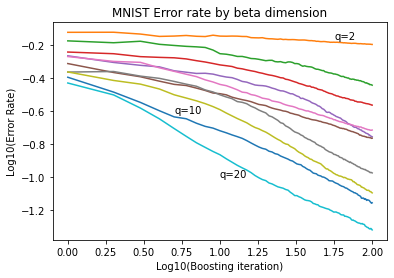 MNIST Error rate by beta dimension
Log10(Error Rate)
−0.2
−0.4
−0.6
−0.8
−1.0
−1.2
q=2
q=10
q=20
0.00 0.25 0.50 0.75 1.00 1.25 1.50 1.75 2.00
Log10(Boosting iteration)